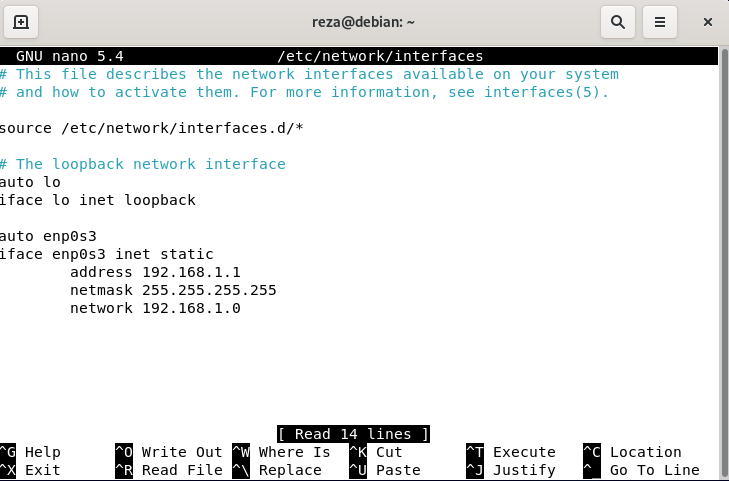 reza@debian: ~
GNU nano 5.4 /etc/network/interfaces
# This file describes the network interfaces available on your system
# and how to activate them. For more information, see interfaces(5).
source /etc/network/interfaces.d/*
# The loopback network interface
auto lo
iface lo inet loopback
auto enp0s3
iface enp0s3 inet static
address 192.168.1.1
netmask 255.255.255.255
network 192.168.1.0
[ Read 14 lines ]
^G Help ^O Write Out ^W Where Is ^K Cut ^T Execute ^C Location
^X Exit ^R Read File ^\ Replace ^U Paste ^J Justify ^_ Go To Line